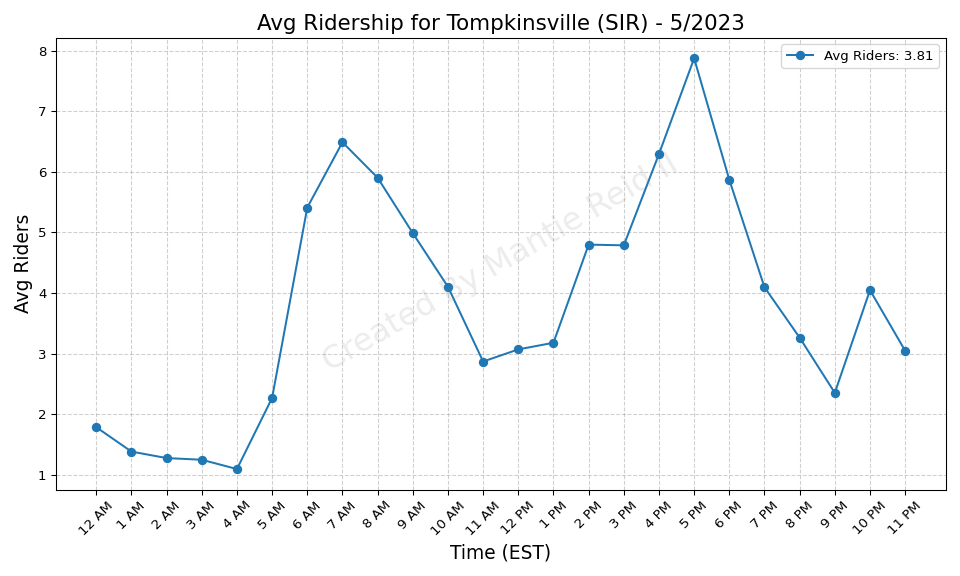 Avg Ridership for Tompkinsville (SIR) - 5/2023
Avg Riders: 3.81
8
7
6
5
4
3
2
1
Avg Riders
Created By Mantie Reid II
12 AM
1 AM
2 AM
3 AM
4 AM
5 AM
6 AM
7 AM
8 AM
9 AM
10 AM
11 AM
12 PM
1 PM
2 PM
3 PM
4 PM
5 PM
6 PM
7 PM
8 PM
9 PM
10 PM
11 PM
Time (EST)